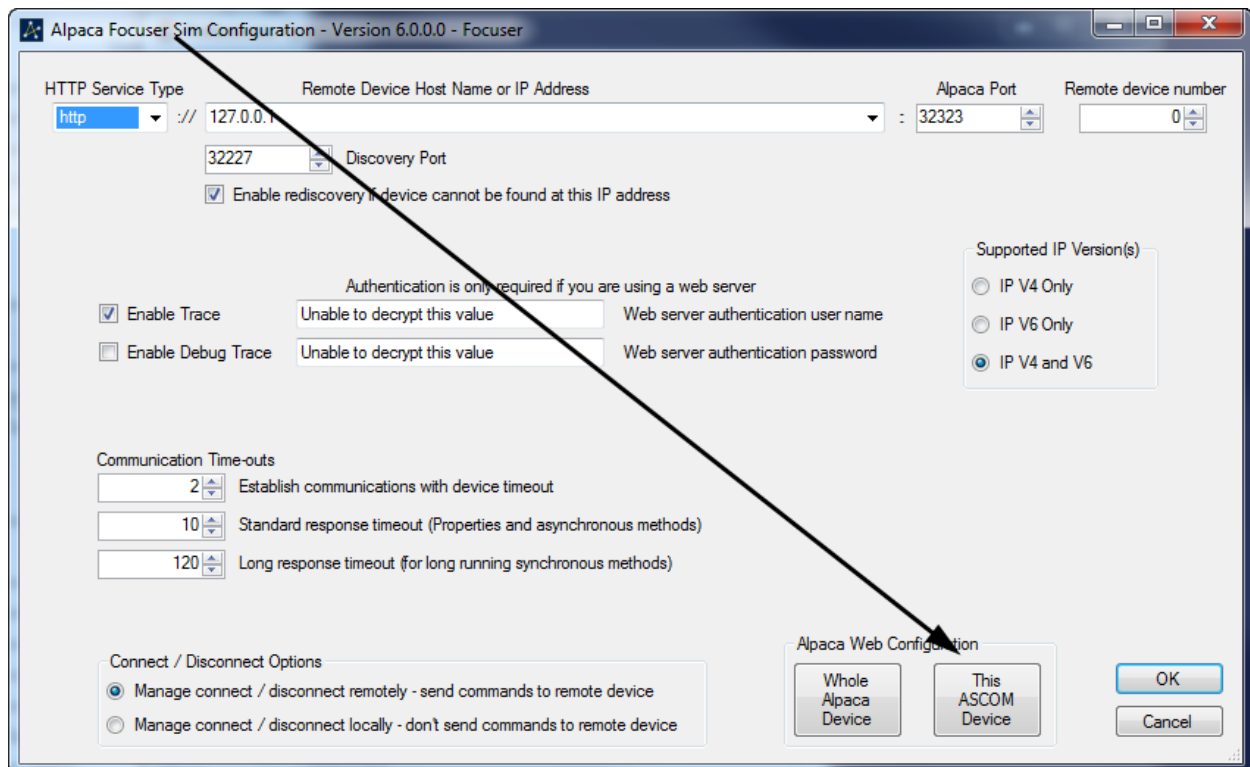 Alpaca Focuser Sim Configuration - Version 6.0.0.0 - Focuser
HTTP Service Type
Remote Device Host Name or IP Address
Alpaca Port
Remote device number
http :// 127.0.0.1 : 32323 0
32227 Discovery Port
Enable rediscovery if device cannot be found at this IP address
Supported IP Version(s)
IP V4 Only
IP V6 Only
IP V4 and V6
Authentication is only required if you are using a web server
Enable Trace
Unable to decrypt this value
Web server authentication user name
Enable Debug Trace
Unable to decrypt this value
Web server authentication password
Communication Time-outs
2 Establish communications with device timeout
10 Standard response timeout (Properties and asynchronous methods)
120 Long response timeout (for long running synchronous methods)
Connect / Disconnect Options
Manage connect / disconnect remotely - send commands to remote device
Manage connect / disconnect locally - don't send commands to remote device
Alpaca Web Configuration
Whole
Alpaca
Device
This
ASCOM
Device
OK
Cancel